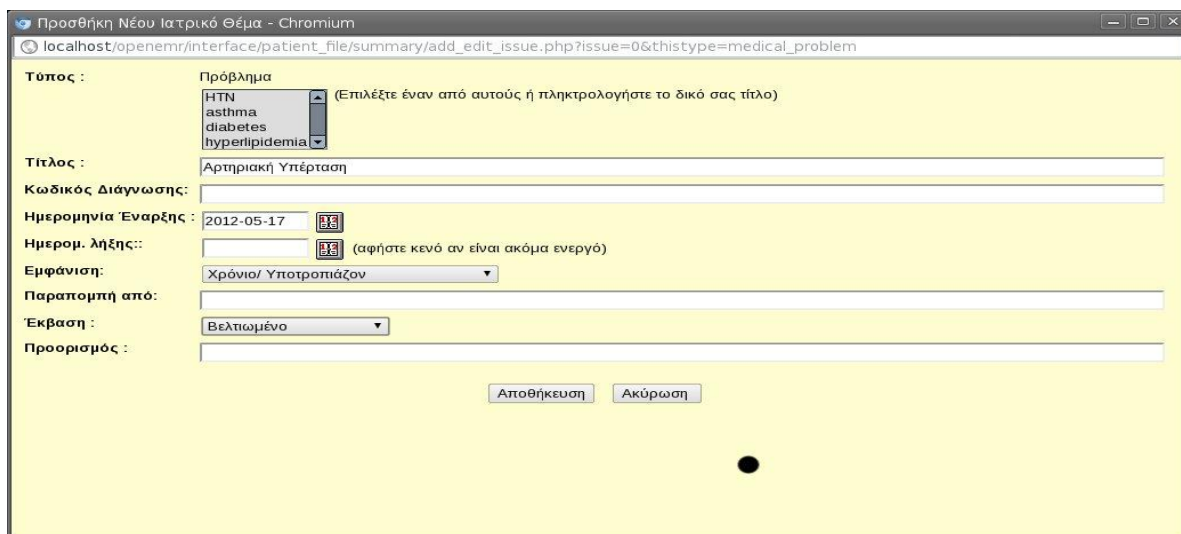 Προσθήκη Νέου Ιατρικό Θέμα - Chromium
localhost/openemr/interface/patient_file/summary/add_edit_issue.php?issue=0&thistype=medical_problem
Τύπος : Πρόβλημα
HTN (Επιλέξτε έναν από αυτούς ή πληκτρολογήστε το δικό σας τίτλο)
asthma
diabetes
hyperlipidemia
Τίτλος : Αρτηριακή Υπέρταση
Κωδικός Διάγνωσης:
Ημερομηνία Έναρξης : 2012-05-17
Ημερομ. λήξης:: (αφήστε κενό αν είναι ακόμα ενεργό)
Εμφάνιση: Χρόνιο/ Υποτροπιάζον
Παραπομπή από:
Έκβαση : Βελτιωμένο
Προορισμός :
Αποθήκευση Ακύρωση